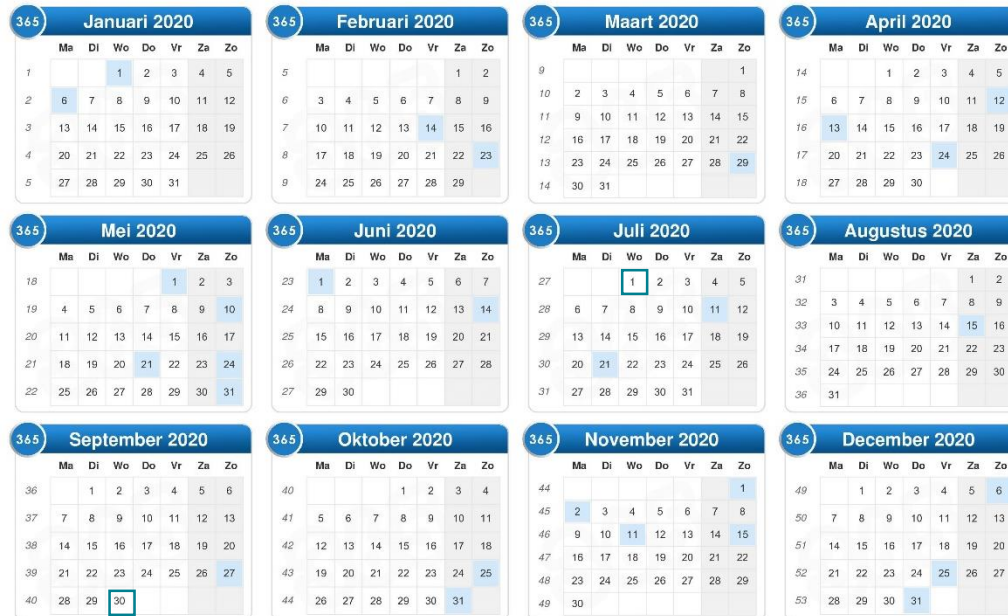 365 Januari 2020
Ma Di Wo Do Vr Za Zo
1 1 2 3 4 5
2 6 7 8 9 10 11 12
3 13 14 15 16 17 18 19
4 20 21 22 23 24 25 26
5 27 28 29 30 31
365 Februari 2020
Ma Di Wo Do Vr Za Zo
5 1 2
6 3 4 5 6 7 8 9
7 10 11 12 13 14 15 16
8 17 18 19 20 21 22 23
9 24 25 26 27 28 29
365 Maart 2020
Ma Di Wo Do Vr Za Zo
9 1
10 2 3 4 5 6 7 8
11 9 10 11 12 13 14 15
12 16 17 18 19 20 21 22
13 23 24 25 26 27 28 29
14 30 31
365 April 2020
Ma Di Wo Do Vr Za Zo
14 1 2 3 4 5
15 6 7 8 9 10 11 12
16 13 14 15 16 17 18 19
17 20 21 22 23 24 25 26
18 27 28 29 30
365 Mei 2020
Ma Di Wo Do Vr Za Zo
18 1 2 3
19 4 5 6 7 8 9 10
20 11 12 13 14 15 16 17
21 18 19 20 21 22 23 24
22 25 26 27 28 29 30 31
365 Juni 2020
Ma Di Wo Do Vr Za Zo
23 1 2 3 4 5 6 7
24 8 9 10 11 12 13 14
25 15 16 17 18 19 20 21
26 22 23 24 25 26 27 28
27 29 30
365 Juli 2020
Ma Di Wo Do Vr Za Zo
27 1 2 3 4 5
28 6 7 8 9 10 11 12
29 13 14 15 16 17 18 19
30 20 21 22 23 24 25 26
31 27 28 29 30 31
365 Augustus 2020
Ma Di Wo Do Vr Za Zo
31 1 2
32 3 4 5 6 7 8 9
33 10 11 12 13 14 15 16
34 17 18 19 20 21 22 23
35 24 25 26 27 28 29 30
36 31
365 September 2020
Ma Di Wo Do Vr Za Zo
36 1 2 3 4 5 6
37 7 8 9 10 11 12 13
38 14 15 16 17 18 19 20
39 21 22 23 24 25 26 27
40 28 29 30
365 Oktober 2020
Ma Di Wo Do Vr Za Zo
40 1 2 3 4
41 5 6 7 8 9 10 11
42 12 13 14 15 16 17 18
43 19 20 21 22 23 24 25
44 26 27 28 29 30 31
365 November 2020
Ma Di Wo Do Vr Za Zo
44 1
45 2 3 4 5 6 7 8
46 9 10 11 12 13 14 15
47 16 17 18 19 20 21 22
48 23 24 25 26 27 28 29
49 30
365 December 2020
Ma Di Wo Do Vr Za Zo
49 1 2 3 4 5 6
50 7 8 9 10 11 12 13
51 14 15 16 17 18 19 20
52 21 22 23 24 25 26 27
53 28 29 30 31